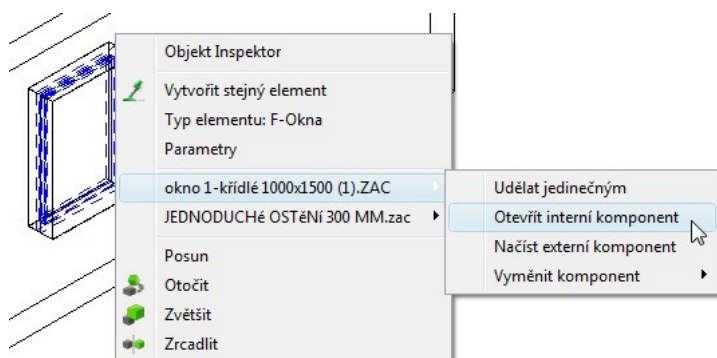 Objekt Inspektor
Vytvořit stejný element
Typ elementu: F-Okna
Parametry
okno 1-křídlé 1000x1500 (1).ZAC
JEDNODUCHé OSTěNí 300 MM.zac
Posun
Otočit
Zvětšit
Zrcadlit
Udělat jedinečným
Otevřít interní komponent
Načíst externí komponent
Vyměnit komponent